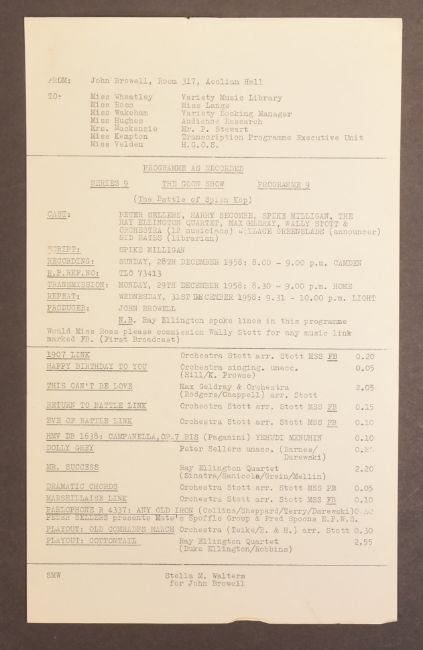 FROM: John Browell, Room 317, Aeolian Hall
TO: Miss Wheatley Variety Music Library
Miss Ross Miss Langs
Miss Wakeham Variety Booking Manager
Miss Hughes Audience Research
Mrs. Mackenzie Mr. P. Stewart
Miss Kempton Transcription Programme Executive Unit
Miss Velden H.G.O.S.
PROGRAMME AS RECORDED
SERIES 9 THE GOON SHOW PROGRAMME 9
(The Battle of Spion Kop)
CAST: PETER SELLERS, HARRY SECOMBE, SPIKE MILLIGAN, THE
RAY ELLINGTON QUARTET, MAX GELDRAY, WALLY STOTT &
ORCHESTRA (12 musicians) WALLACE GREENSLADE (announcer)
SID BATES (librarian)
SCRIPT: SPIKE MILLIGAN
RECORDING: SUNDAY, 28TH DECEMBER 1958: 8.00 - 9.00 p.m. CAMDEN
R.P.REF.NO: TLO 73413
TRANSMISSION: MONDAY, 29TH DECEMBER 1958: 8.30 - 9.00 p.m. HOME
REPEAT: WEDNESDAY, 31ST DECEMBER 1958: 9.31 - 10.00 p.m. LIGHT
PRODUCER: JOHN BROWELL
N.B. Ray Ellington spoke lines in this programme
Would Miss Ross please commission Wally Stott for any music link
marked FB. (First Broadcast)
1907 LINK Orchestra Stott arr. Stott MSS FB 0.20
HAPPY BIRTHDAY TO YOU Orchestra singing, unacc. 0.05
(Hill/K. Prowse)
THIS CAN'T BE LOVE Max Geldray & Orchestra 2.05
(Rodgers/Chappell) arr. Stott
RETURN TO BATTLE LINK Orchestra Stott arr. Stott MSS FB 0.15
EVE OF BATTLE LINK Orchestra Stott arr. Stott MSS FB 0.10
HMV DB 1638: CAMPANELLA, OP.7 BIS (Paganini) YEHUDI MENUHIN 0.10
DOLLY GREY Peter Sellers unacc. (Barnes/
Darewski)
MR. SUCCESS Ray Ellington Quartet 2.20
(Sinatra/Sanicola/Grein/Mellin)
DRAMATIC CHORDS Orchestra Stott arr. Stott MSS FB 0.05
MARSEILLAISE LINK Orchestra Stott arr. Stott MSS FB 0.10
PARLOPHONE R 4337: ANY OLD IRON (Collins/Sheppard/Terry/Darewski)
PETER SELLERS presents Mate's Spoffle Group & Fred Spoons E.P.N.S.
PLAYOUT: OLD COMRADES MARCH Orchestra (Teike/B. & H.) arr. Stott 0.30
PLAYOUT: COTTONTAIL Ray Ellington Quartet 2.55
(Duke Ellington/Robbins)
SMW Stella M. Walters
for John Browell